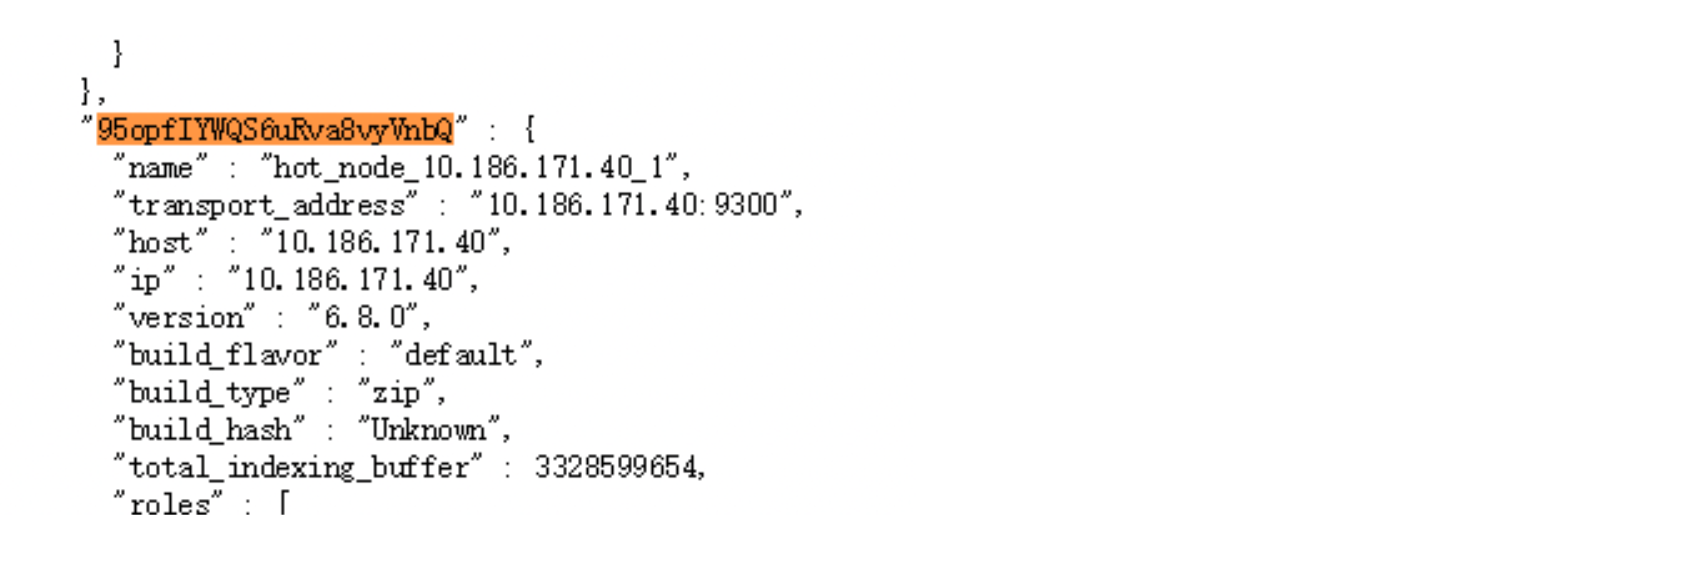 }
},
"95opfIYWQS6uRva8vyVnbQ" : {
"name" : "hot_node_10.186.171.40_1",
"transport_address" : "10.186.171.40:9300",
"host" : "10.186.171.40",
"ip" : "10.186.171.40",
"version" : "6.8.0",
"build_flavor" : "default",
"build_type" : "zip",
"build_hash" : "Unknown",
"total_indexing_buffer" : 3328599654,
"roles" : [